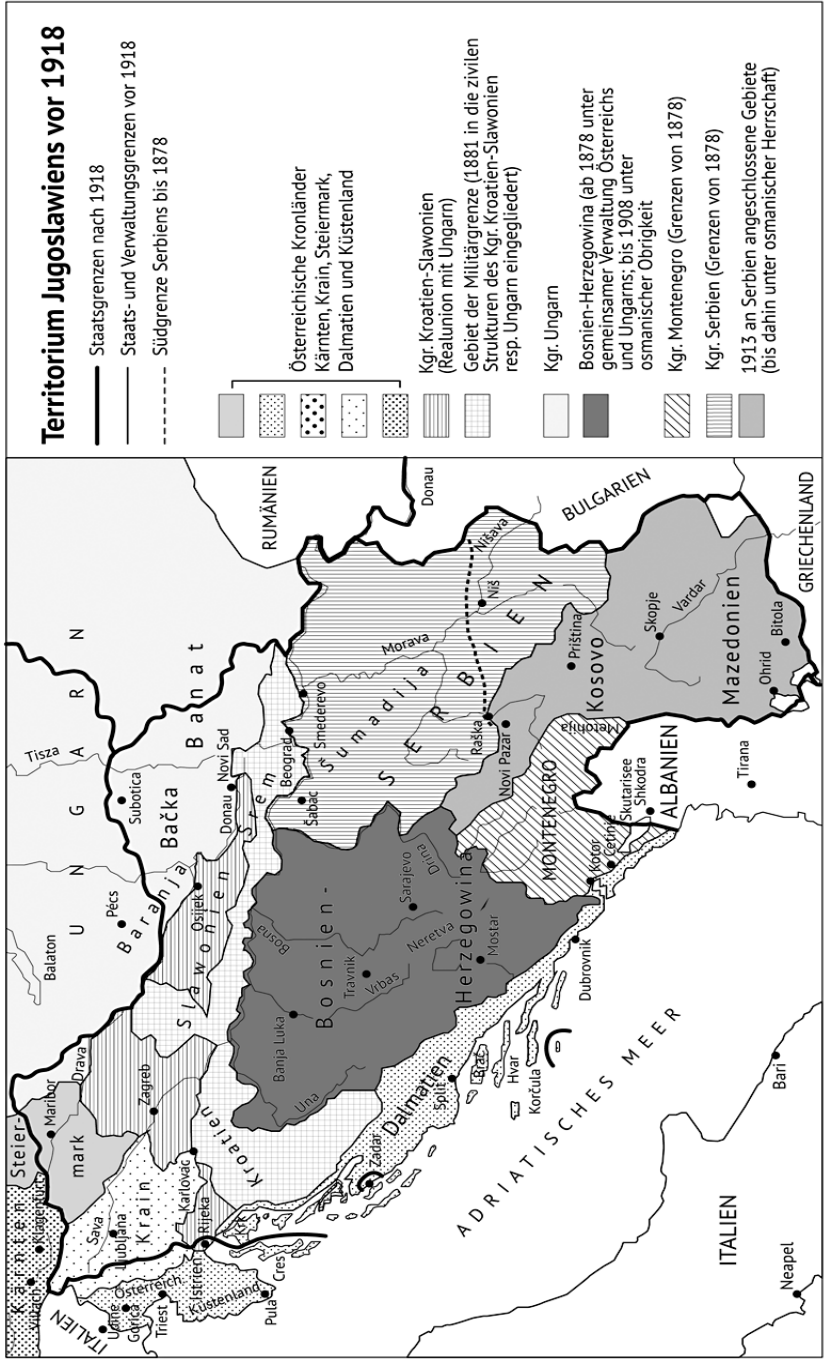 Territorium Jugoslawiens vor 1918
Staatsgrenzen nach 1918
Staats- und Verwaltungsgrenzen vor 1918
Südgrenze Serbiens bis 1878
Österreichische Kronländer
Kärnten, Krain, Steiermark,
Dalmatien und Küstenland
Kgr. Kroatien-Slawonien
(Realunion mit Ungarn)
Gebiet der Militärgrenze (1881 in die zivilen
Strukturen des Kgr. Kroatien-Slawonien
resp. Ungarn eingegliedert)
Kgr. Ungarn
Bosnien-Herzegowina (ab 1878 unter
gemeinsamer Verwaltung Österreichs
und Ungarns; bis 1908 unter
osmanischer Obrigkeit
Kgr. Montenegro (Grenzen von 1878)
Kgr. Serbien (Grenzen von 1878)
1913 an Serbien angeschlossene Gebiete
(bis dahin unter osmanischer Herrschaft)
Kärnten
Villach
Klagenfurt
Steier-
mark
Maribor
Drava
Balaton
UNGARN
Pécs
Tisza
Subotica
Baranja
Bačka
Banat
RUMÄNIEN
ITALIEN
Udine
Gorica
Triest
Österreich
Küstenland
Istrien
Pula
Cres
Krk
Rijeka
Sava
Ljubljana
Krain
Karlovac
Zagreb
Kroatien
Slawonien
Osijek
Donau
Novi Sad
Srem
Beograd
Šabac
Smederevo
Donau
Šumadija
SERBIEN
Morava
Niš
Nišava
BULGARIEN
Raška
Novi Pazar
Bosnien-
Herzegowina
Banja Luka
Una
Bosna
Travnik
Vrbas
Sarajevo
Drina
Neretva
Mostar
Dalmatien
Zadar
Split
Brač
Hvar
Korčula
Dubrovnik
MONTENEGRO
Kotor
Cetinje
Skutarisee
Shkodra
Metohija
Kosovo
Priština
Skopje
Vardar
Mazedonien
Ohrid
Bitola
ALBANIEN
Tirana
GRIECHENLAND
ADRIATISCHES MEER
ITALIEN
Bari
Neapel